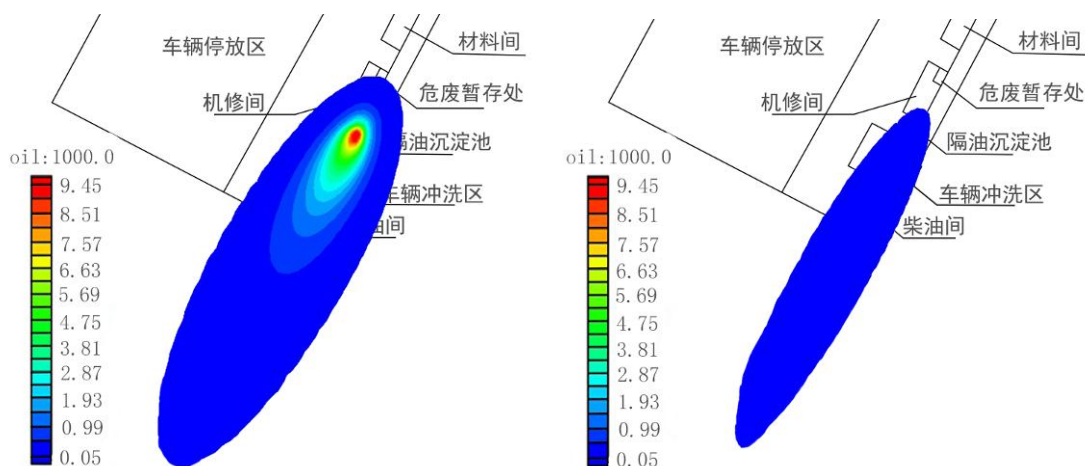 车辆停放区
材料间
机修间
危废暂存处
隔油沉淀池
oil:1000.0
车辆冲洗区
油间
9.45
8.51
7.57
6.63
5.69
4.75
3.81
2.87
1.93
0.99
0.05
车辆停放区
材料间
机修间
危废暂存处
隔油沉淀池
oil:1000.0
车辆冲洗区
柴油间
9.45
8.51
7.57
6.63
5.69
4.75
3.81
2.87
1.93
0.99
0.05